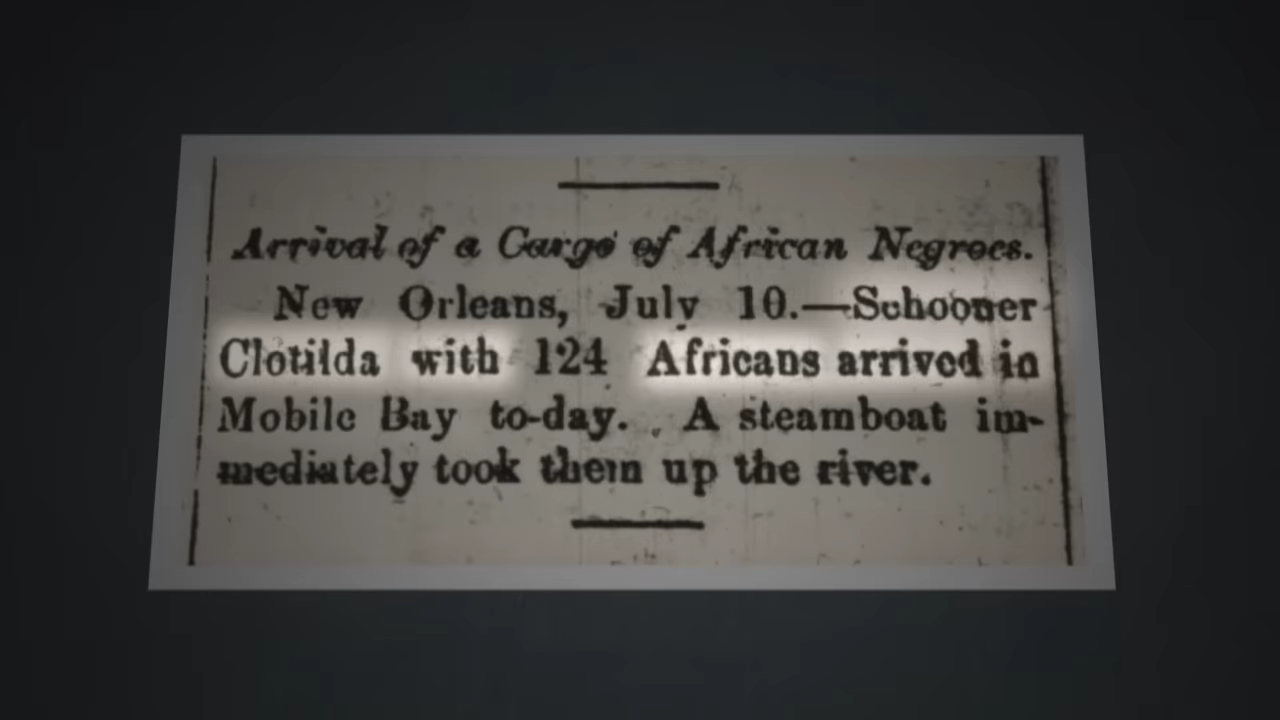 Arrival of a Cargo of African Negroes.
New Orleans, July 10.—Schooner
Clotilda with 124 Africans arrived in
Mobile Bay to-day. A steamboat im-
mediately took them up the river.